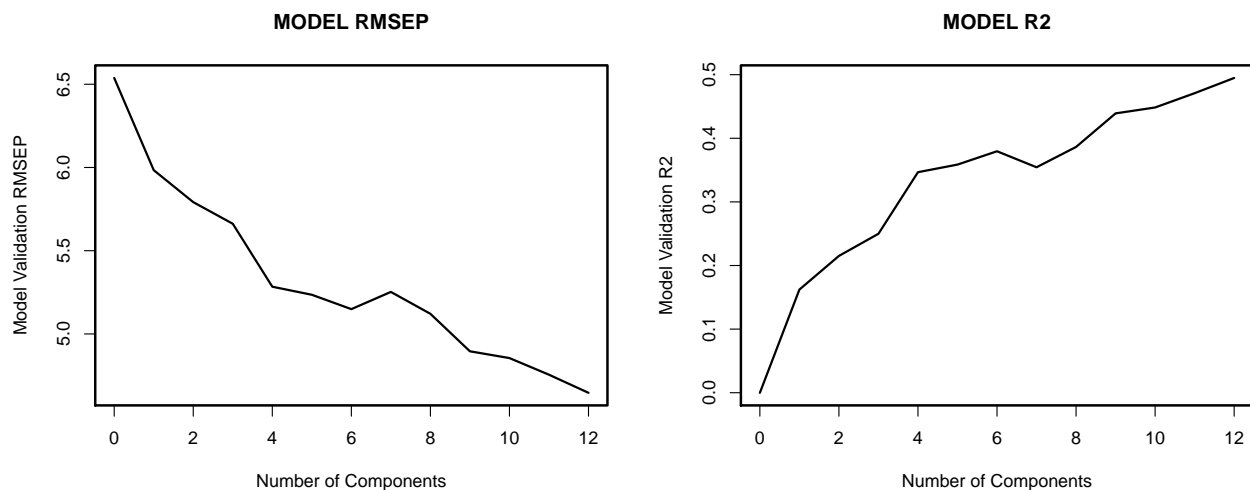 MODEL RMSEP
Model Validation RMSEP
6.5
6.0
5.5
5.0
0 2 4 6 8 10 12
Number of Components
MODEL R2
Model Validation R2
0.5
0.4
0.3
0.2
0.1
0.0
0 2 4 6 8 10 12
Number of Components